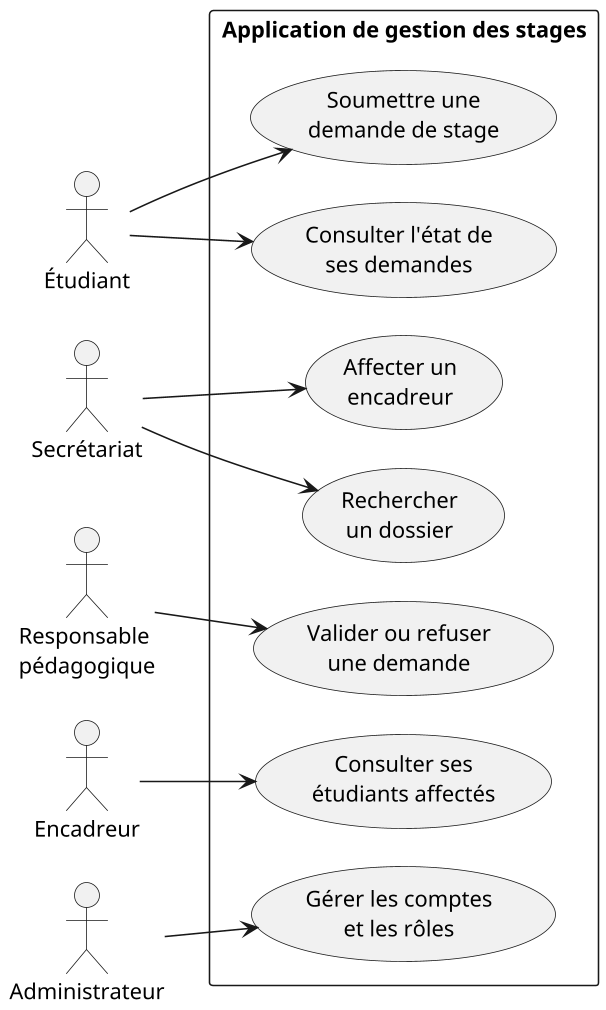 Application de gestion des stages
Soumettre une
demande de stage
Étudiant
Consulter l'état de
ses demandes
Secrétariat
Affecter un
encadreur
Rechercher
un dossier
Responsable
pédagogique
Valider ou refuser
une demande
Encadreur
Consulter ses
étudiants affectés
Administrateur
Gérer les comptes
et les rôles